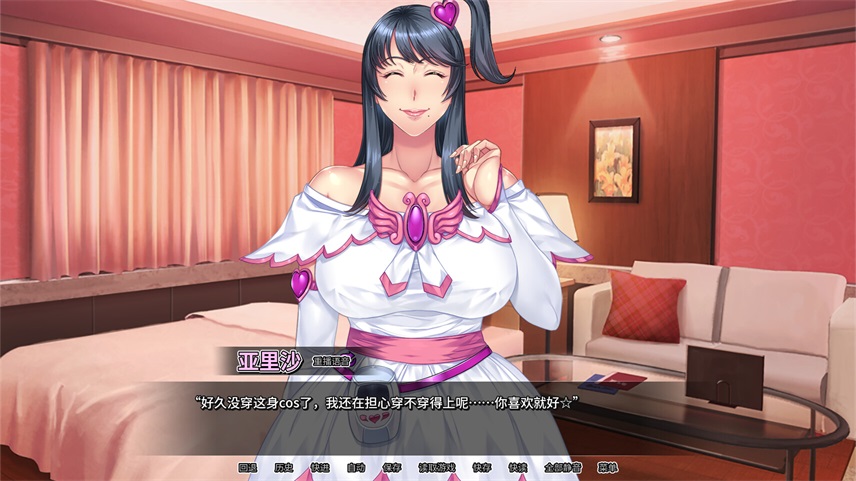 亚里沙 重播语音
“好久没穿这身cos了，我还在担心穿不穿得上呢……你喜欢就好☆”
回退 历史 快进 自动 保存 读取游戏 快存 快读 全部静音 菜单